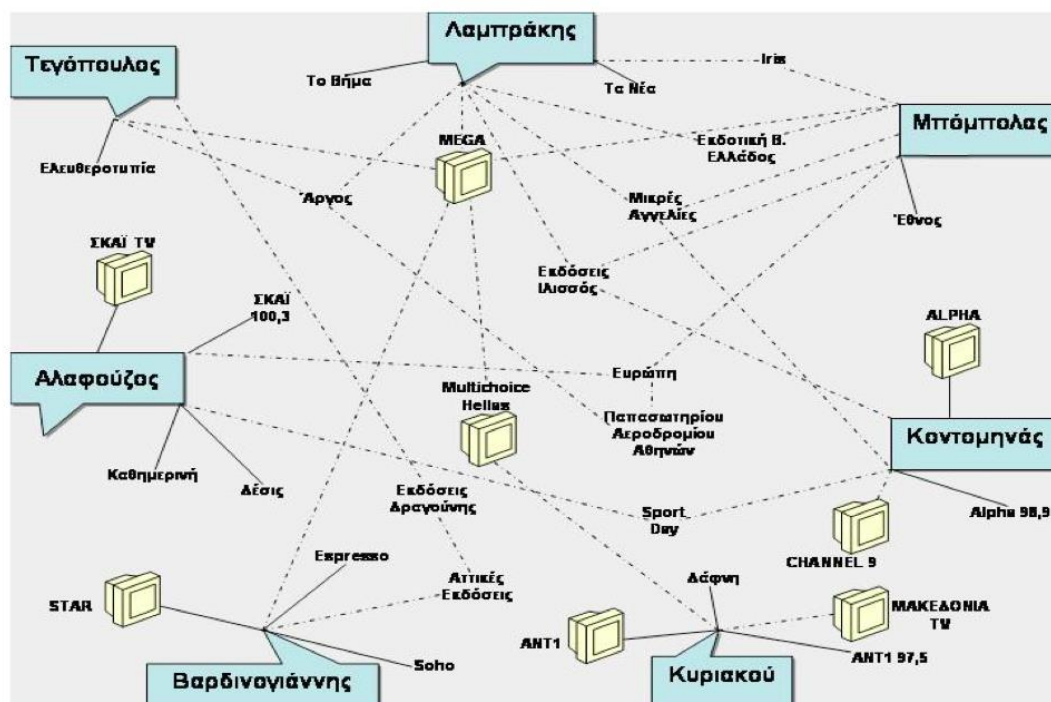 Λαμπράκης
Τεγόπουλος
Iris
Το Βήμα
Τα Νέα
Μπόμπολας
MEGA
Εκδοτική Β.
Ελλάδος
Ελευθεροτυπία
Άργος
Μικρές
Αγγελίες
Έθνος
ΣΚΑΪ TV
Εκδόσεις
Ιλισσός
ΣΚΑΪ
100,3
ALPHA
Αλαφούζος
Ευρώπη
Multichoice
Hellas
Παπασωτηρίου
Αεροδρομίου
Αθηνών
Κοντομηνάς
Καθημερινή
Δέσις
Εκδόσεις
Δραγούνης
Sport
Day
Alpha 98,9
Espresso
CHANNEL 9
Αττικές
Εκδόσεις
Δάφνη
STAR
ΜΑΚΕΔΟΝΙΑ
TV
ANT1
ANT1 97,5
Soho
Βαρδινογιάννης
Κυριακού